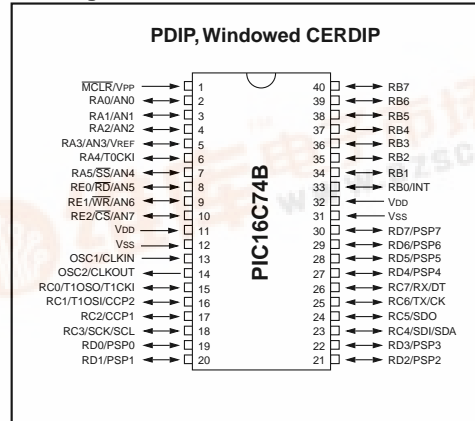 PDIP, Windowed CERDIP
MCLR/VPP 1
RA0/AN0 2
RA1/AN1 3
RA2/AN2 4
RA3/AN3/VREF 5
RA4/T0CKI 6
RA5/SS/AN4 7
RE0/RD/AN5 8
RE1/WR/AN6 9
RE2/CS/AN7 10
VDD 11
VSS 12
OSC1/CLKIN 13
OSC2/CLKOUT 14
RC0/T1OSO/T1CKI 15
RC1/T1OSI/CCP2 16
RC2/CCP1 17
RC3/SCK/SCL 18
RD0/PSP0 19
RD1/PSP1 20
PIC16C74B
40 RB7
39 RB6
38 RB5
37 RB4
36 RB3
35 RB2
34 RB1
33 RB0/INT
32 VDD
31 VSS
30 RD7/PSP7
29 RD6/PSP6
28 RD5/PSP5
27 RD4/PSP4
26 RC7/RX/DT
25 RC6/TX/CK
24 RC5/SDO
23 RC4/SDI/SDA
22 RD3/PSP3
21 RD2/PSP2